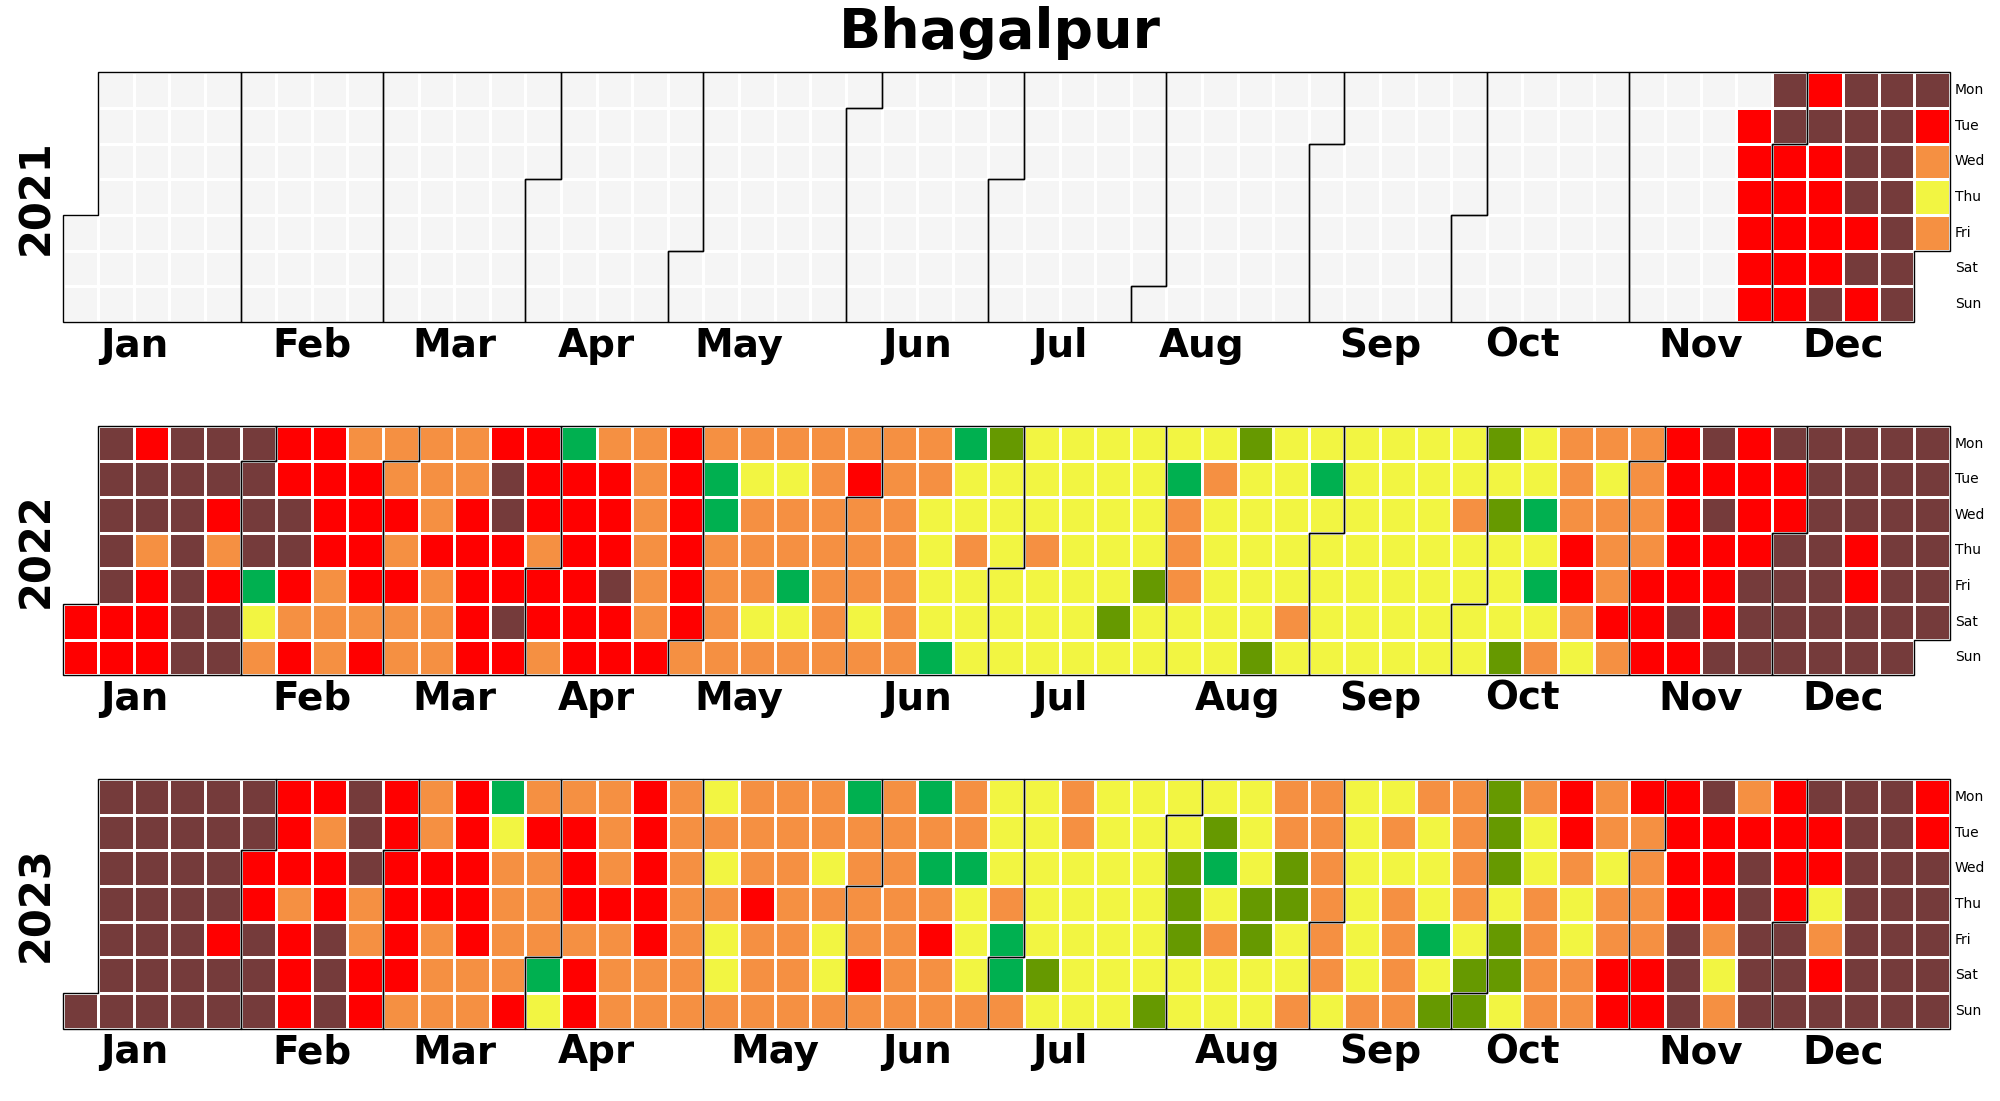 Bhagalpur
2021
Mon
Tue
Wed
Thu
Fri
Sat
Sun
Jan Feb Mar Apr May Jun Jul Aug Sep Oct Nov Dec
2022
Mon
Tue
Wed
Thu
Fri
Sat
Sun
Jan Feb Mar Apr May Jun Jul Aug Sep Oct Nov Dec
2023
Mon
Tue
Wed
Thu
Fri
Sat
Sun
Jan Feb Mar Apr May Jun Jul Aug Sep Oct Nov Dec